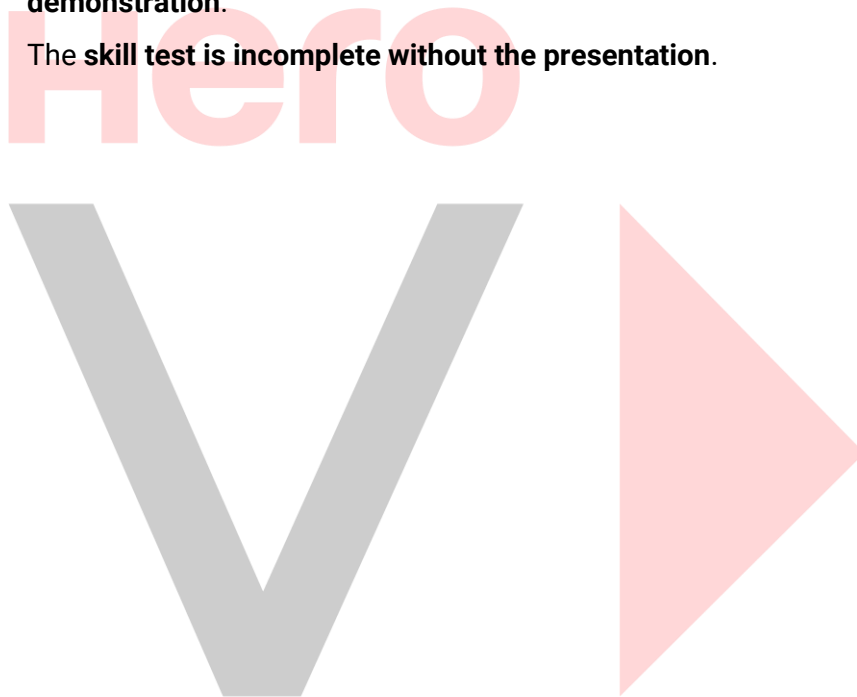 demonstration.
The skill test is incomplete without the presentation.
Hero
V